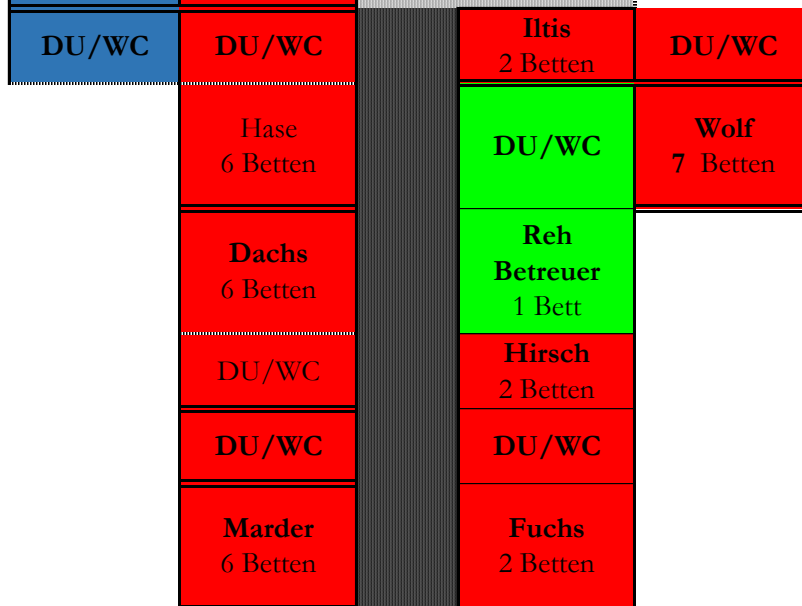 DU/WC
DU/WC
Iltis
2 Betten
DU/WC
Hase
6 Betten
DU/WC
Wolf
7 Betten
Dachs
6 Betten
Reh
Betreuer
1 Bett
DU/WC
Hirsch
2 Betten
DU/WC
DU/WC
Marder
6 Betten
Fuchs
2 Betten